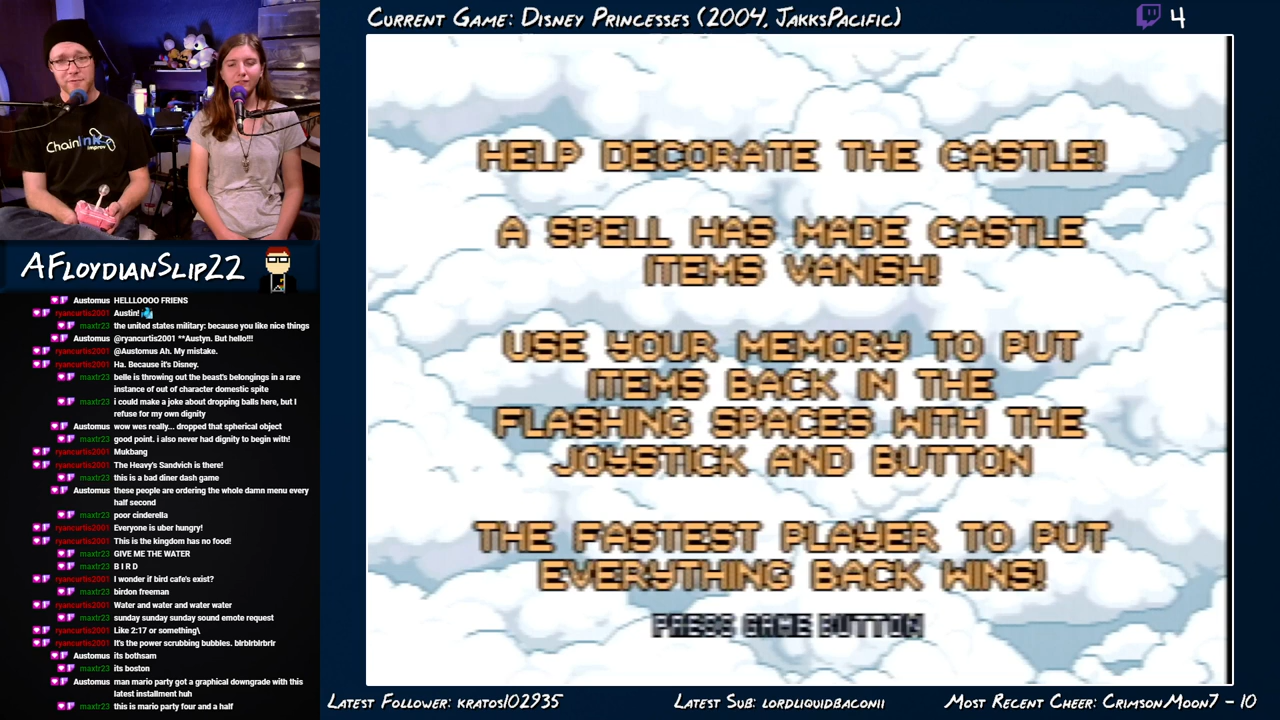 Current Game: Disney Princesses (2004, JakksPacific)
4
ChainInk
improv
AFloydianSlip22
Austomus HELLLOOOO FRIENS
ryancurtis2001 Austin!
maxtr23 the united states military: because you like nice things
Austomus @ryancurtis2001 **Austyn. But hello!!!
ryancurtis2001 @Austomus Ah. My mistake.
ryancurtis2001 Ha. Because it's Disney.
maxtr23 belle is throwing out the beast's belongings in a rare
instance of out of character domestic spite
maxtr23 i could make a joke about dropping balls here, but I
refuse for my own dignity
Austomus wow wes really... dropped that spherical object
maxtr23 good point. i also never had dignity to begin with!
ryancurtis2001 Mukbang
ryancurtis2001 The Heavy's Sandvich is there!
maxtr23 this is a bad diner dash game
Austomus these people are ordering the whole damn menu every
half second
maxtr23 poor cinderella
ryancurtis2001 Everyone is uber hungry!
ryancurtis2001 This is the kingdom has no food!
maxtr23 GIVE ME THE WATER
maxtr23 B I R D
ryancurtis2001 I wonder if bird cafe's exist?
maxtr23 birdon freeman
ryancurtis2001 Water and water and water water
maxtr23 sunday sunday sunday sound emote request
ryancurtis2001 Like 2:17 or something\
ryancurtis2001 It's the power scrubbing bubbles. blrblrblrbrlr
Austomus its bothsam
maxtr23 its boston
Austomus man mario party got a graphical downgrade with this
latest installment huh
maxtr23 this is mario party four and a half
HELP DECORATE THE CASTLE!
A SPELL HAS MADE CASTLE
ITEMS VANISH!
USE YOUR MEMORY TO PUT
ITEMS BACK IN THE
FLASHING SPACES WITH THE
JOYSTICK AND BUTTON
THE FASTEST PLAYER TO PUT
EVERYTHING BACK WINS!
PRESS GAME BUTTON
Latest Follower: kratos102935
Latest Sub: lordliquidbaconii
Most Recent Cheer: CrimsonMoon7 - 10